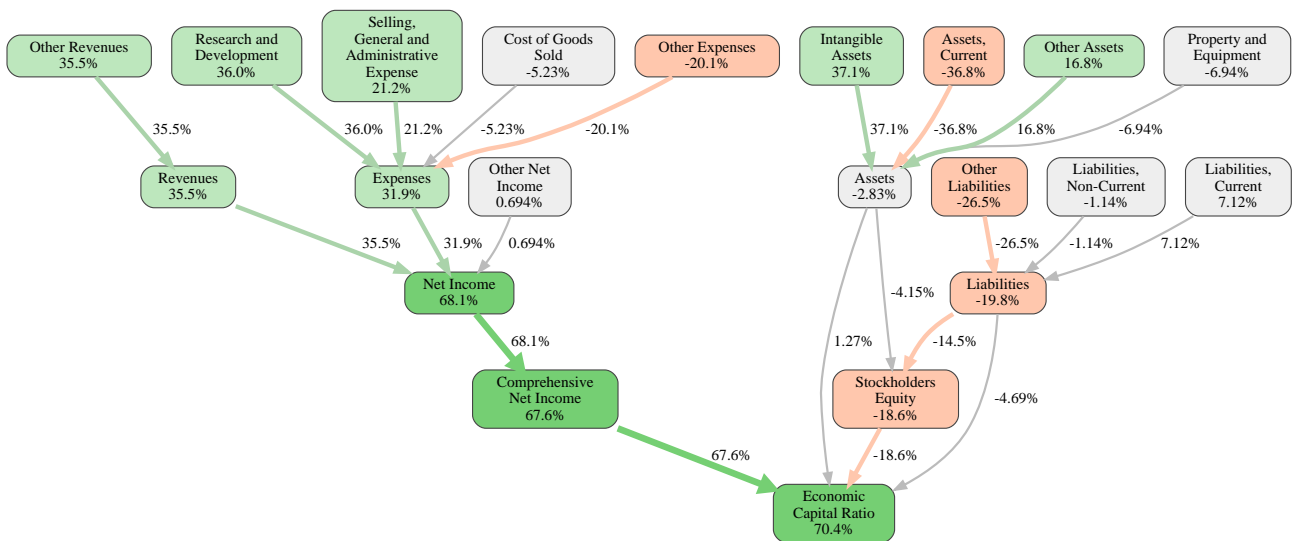 Other Revenues
35.5%
Research and
Development
36.0%
Selling,
General and
Administrative
Expense
21.2%
Cost of Goods
Sold
-5.23%
Other Expenses
-20.1%
Intangible
Assets
37.1%
Assets,
Current
-36.8%
Other Assets
16.8%
Property and
Equipment
-6.94%
35.5%
36.0%
21.2%
-5.23%
-20.1%
37.1%
-36.8%
16.8%
-6.94%
Revenues
35.5%
Expenses
31.9%
Other Net
Income
0.694%
Assets
-2.83%
Other
Liabilities
-26.5%
Liabilities,
Non-Current
-1.14%
Liabilities,
Current
7.12%
35.5%
31.9%
0.694%
-26.5%
-1.14%
7.12%
Net Income
68.1%
-4.15%
Liabilities
-19.8%
68.1%
1.27%
-14.5%
Comprehensive
Net Income
67.6%
Stockholders
Equity
-18.6%
-4.69%
67.6%
-18.6%
Economic
Capital Ratio
70.4%